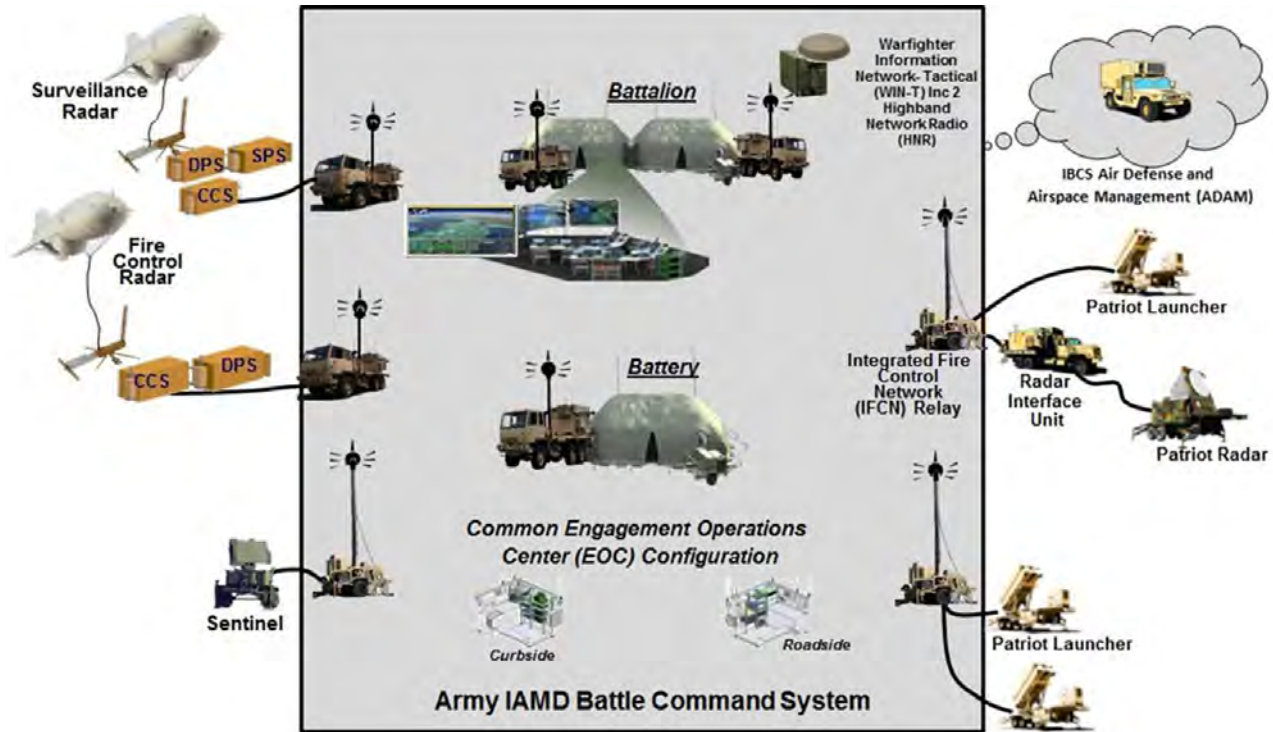 Surveillance
Radar
DPS
SPS
CCS
Fire
Control
Radar
CCS
DPS
Sentinel
Battalion
Warfighter
Information
Network- Tactical
(WIN-T) Inc 2
Highband
Network Radio
(HNR)
Battery
Integrated Fire
Control
Network
(IFCN) Relay
Common Engagement Operations
Center (EOC) Configuration
Curbside
Roadside
Army IAMD Battle Command System
IBCS Air Defense and
Airspace Management (ADAM)
Patriot Launcher
Radar
Interface
Unit
Patriot Radar
Patriot Launcher